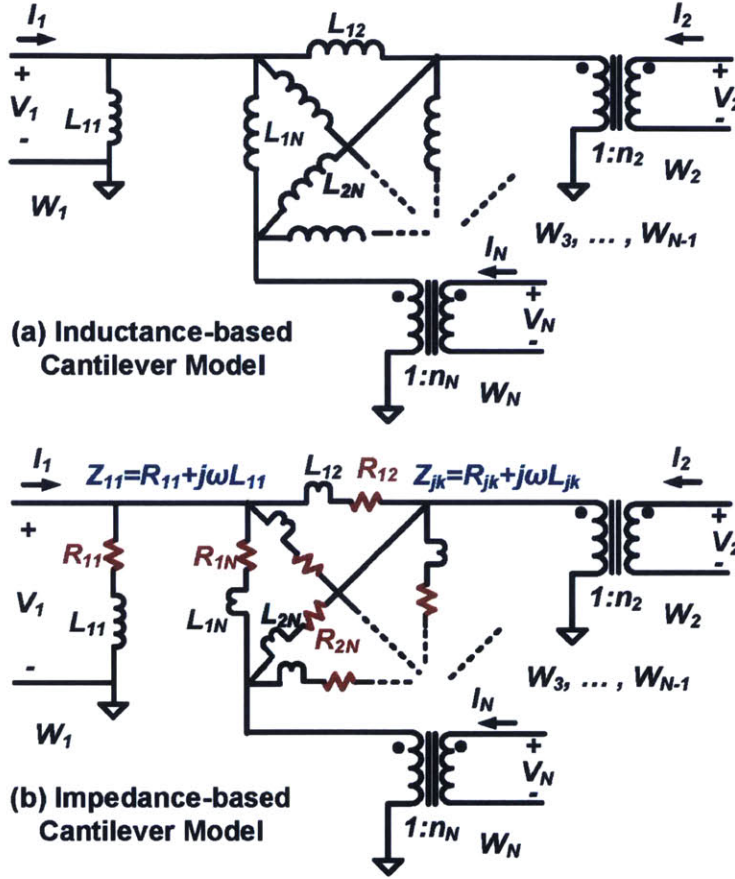 I1 L12 I2
+ + 
V1 L11 L1N V2
- -
L2N 1:n2
W1 W2
IN W3, ... , WN-1
+
(a) Inductance-based VN
Cantilever Model -
1:nN WN
I1 Z11=R11+jωL11 L12 R12 Zjk=Rjk+jωLjk I2
+ +
R11 R1N V2
V1 L11 L1N L2N -
R2N 1:n2 W2
- W3, ... , WN-1
W1 IN
+
(b) Impedance-based VN
Cantilever Model -
1:nN WN